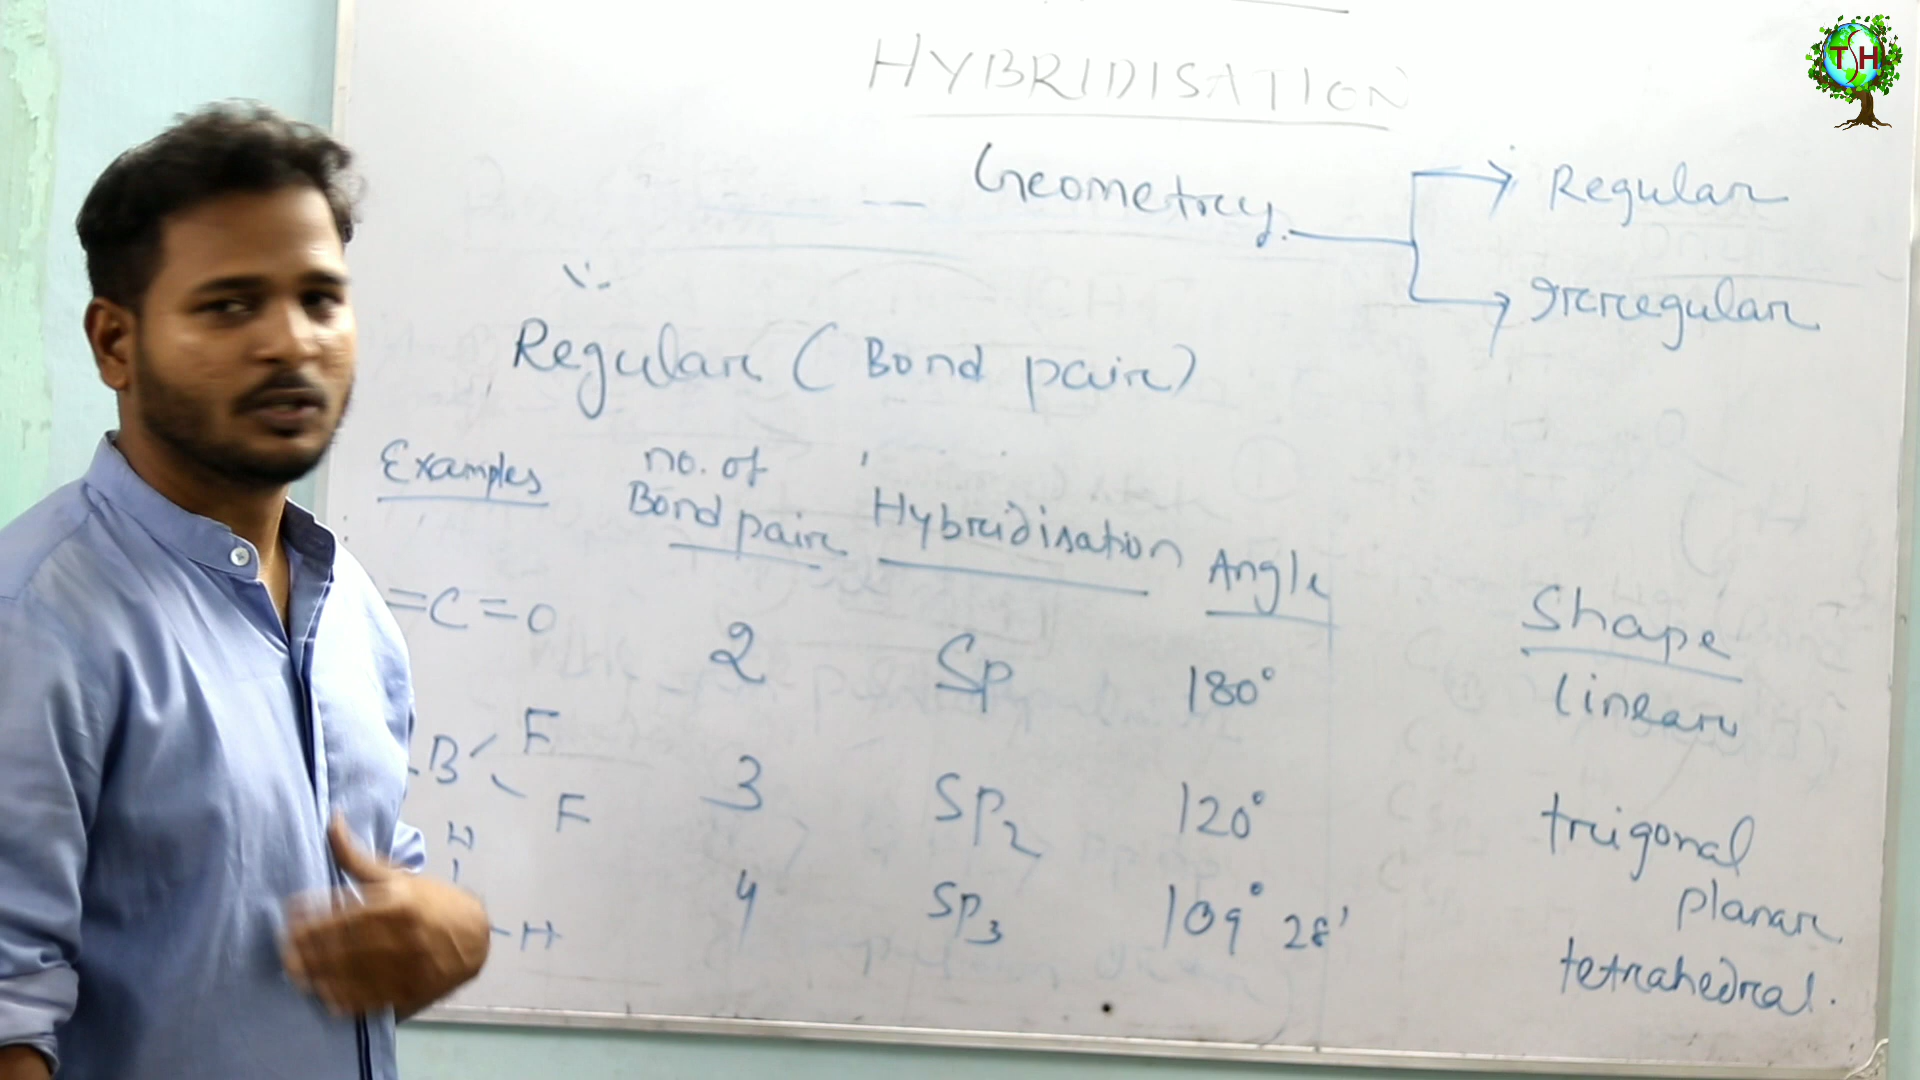 TSH
HYBRIDISATION
Geometry.
Regular
Irregular
Regular (Bond pair)
Examples
no. of
Bond pair
Hybridisation
Angle
Shape
=C=O
2
Sp
180°
linear
B
F
F
3
SP2
120°
trigonal
planar
H
H
4
SP3
109° 28'
tetrahedral.